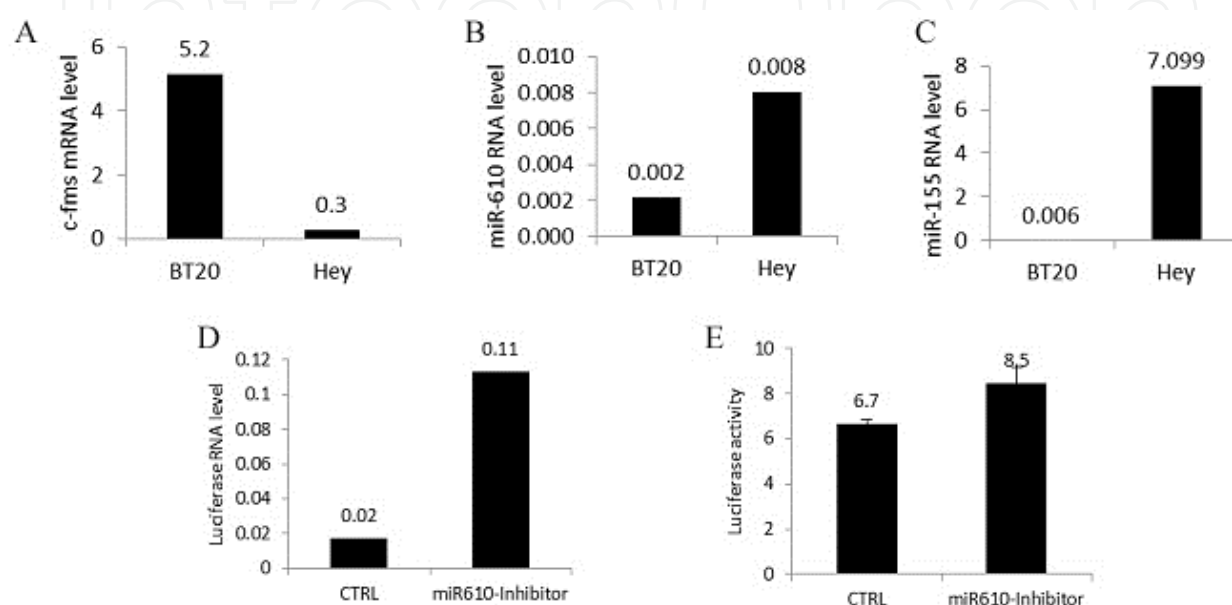 A
c-fms mRNA level
6
4
2
0
5.2
0.3
BT20
Hey
B
miR-610 RNA level
0.010
0.008
0.006
0.004
0.002
0.000
0.002
0.008
BT20
Hey
C
miR-155 RNA level
8
6
4
2
0
0.006
7.099
BT20
Hey
D
Luciferase RNA level
0.12
0.1
0.08
0.06
0.04
0.02
0
0.02
0.11
CTRL
miR610-Inhibitor
E
Luciferase activity
10
8
6
4
2
0
6.7
8.5
CTRL
miR610-Inhibitor